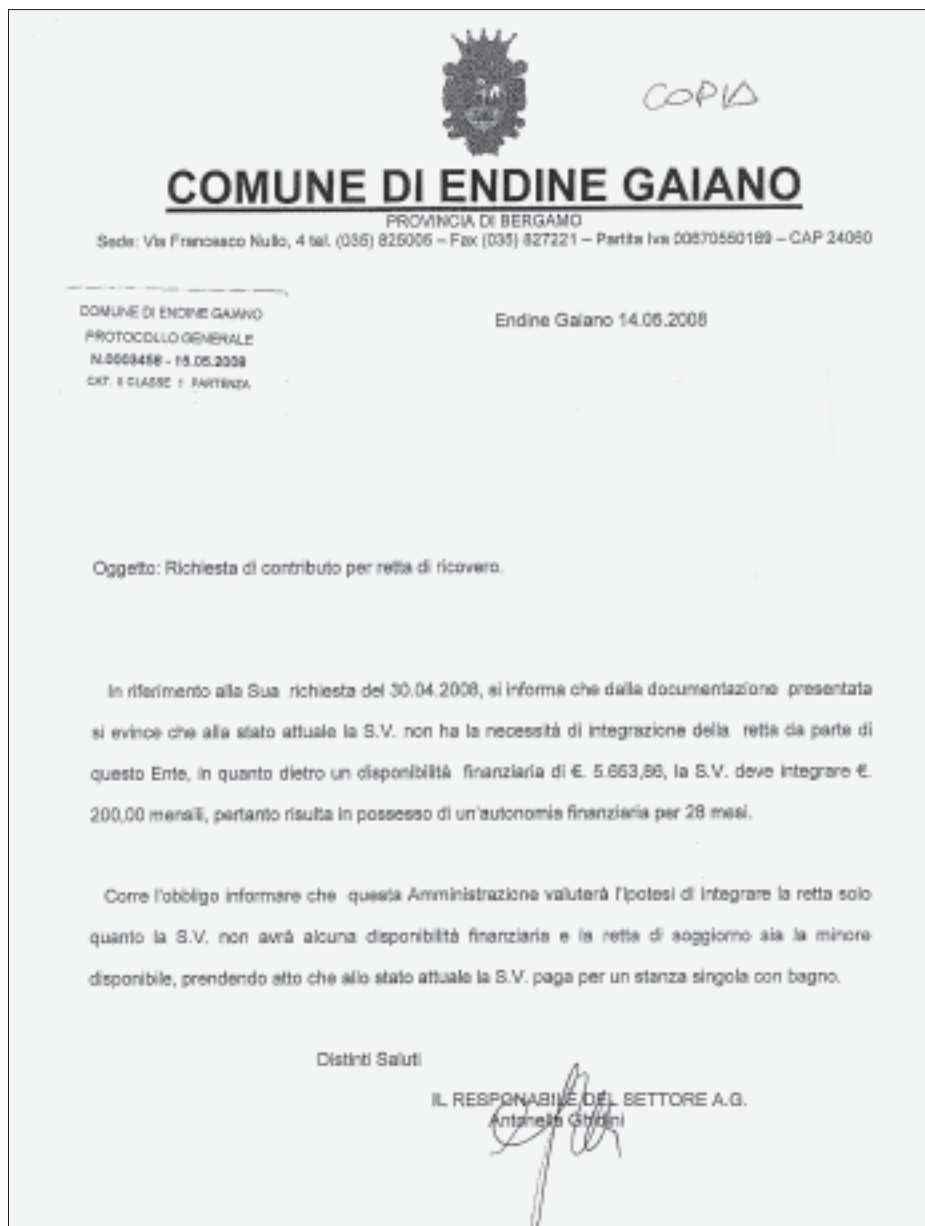 COPIA
COMUNE DI ENDINE GAIANO
PROVINCIA DI BERGAMO
Sede: Via Francesco Nullo, 4 tel. (035) 825005 – Fax (035) 827221 – Partita Iva 00670550169 – CAP 24060
COMUNE DI ENDINE GAIANO
PROTOCOLLO GENERALE
N.0003458 - 15.05.2008
CAT. II CLASSE 1 PARTENZA
Endine Gaiano 14.05.2008
Oggetto: Richiesta di contributo per retta di ricovero.
In riferimento alla Sua richiesta del 30.04.2008, si informa che dalla documentazione presentata
si evince che alla stato attuale la S.V. non ha la necessità di integrazione della retta da parte di
questo Ente, in quanto dietro un disponibilità finanziaria di €. 5.653,86, la S.V. deve integrare €.
200,00 mensili, pertanto risulta in possesso di un'autonomia finanziaria per 28 mesi.
Corre l'obbligo informare che questa Amministrazione valuterà l'ipotesi di integrare la retta solo
quanto la S.V. non avrà alcuna disponibilità finanziaria e la retta di soggiorno sia la minore
disponibile, prendendo atto che allo stato attuale la S.V. paga per un stanza singola con bagno.
Distinti Saluti
IL RESPONABILE DEL SETTORE A.G.
Antonella Ghidini